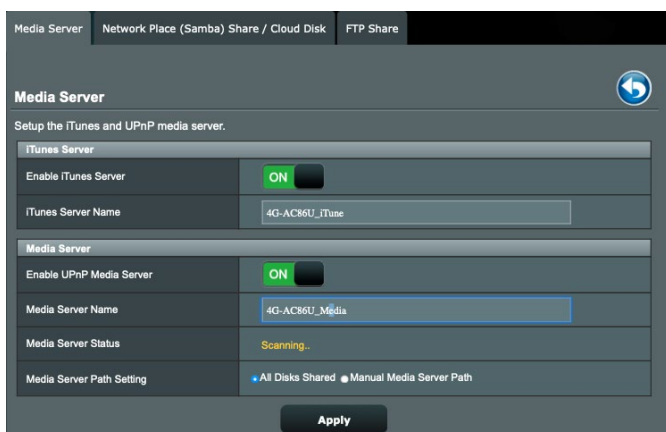 Media Server Network Place (Samba) Share / Cloud Disk FTP Share
Media Server
Setup the iTunes and UPnP media server.
iTunes Server
Enable iTunes Server ON
iTunes Server Name 4G-AC86U_iTune
Media Server
Enable UPnP Media Server ON
Media Server Name 4G-AC86U_Media
Media Server Status Scanning..
Media Server Path Setting All Disks Shared Manual Media Server Path
Apply